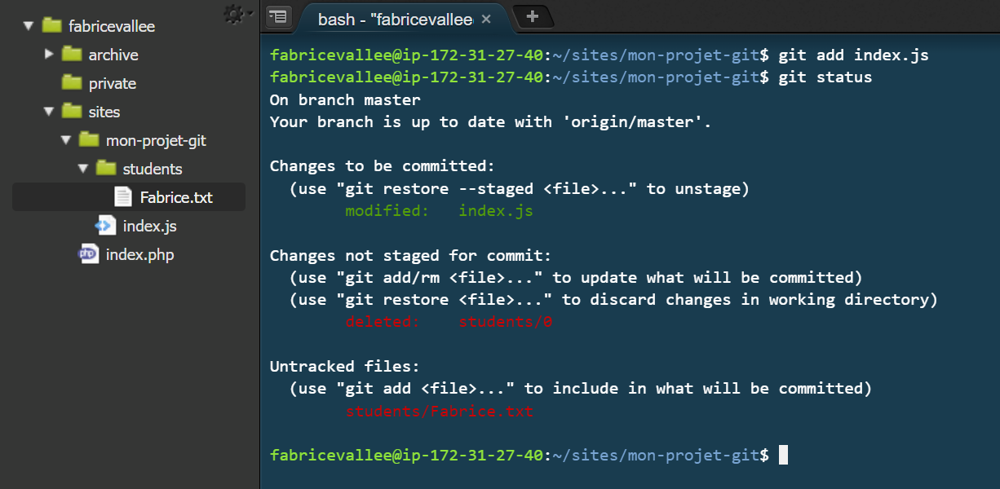 fabricevallee
archive
private
sites
mon-projet-git
students
Fabrice.txt
index.js
php
index.php
bash - "fabricevallee
fabricevallee@ip-172-31-27-40:~/sites/mon-projet-git$ git add index.js
fabricevallee@ip-172-31-27-40:~/sites/mon-projet-git$ git status
On branch master
Your branch is up to date with 'origin/master'.
Changes to be committed:
(use "git restore --staged <file>..." to unstage)
modified: index.js
Changes not staged for commit:
(use "git add/rm <file>..." to update what will be committed)
(use "git restore <file>..." to discard changes in working directory)
deleted: students/0
Untracked files:
(use "git add <file>..." to include in what will be committed)
students/Fabrice.txt
fabricevallee@ip-172-31-27-40:~/sites/mon-projet-git$